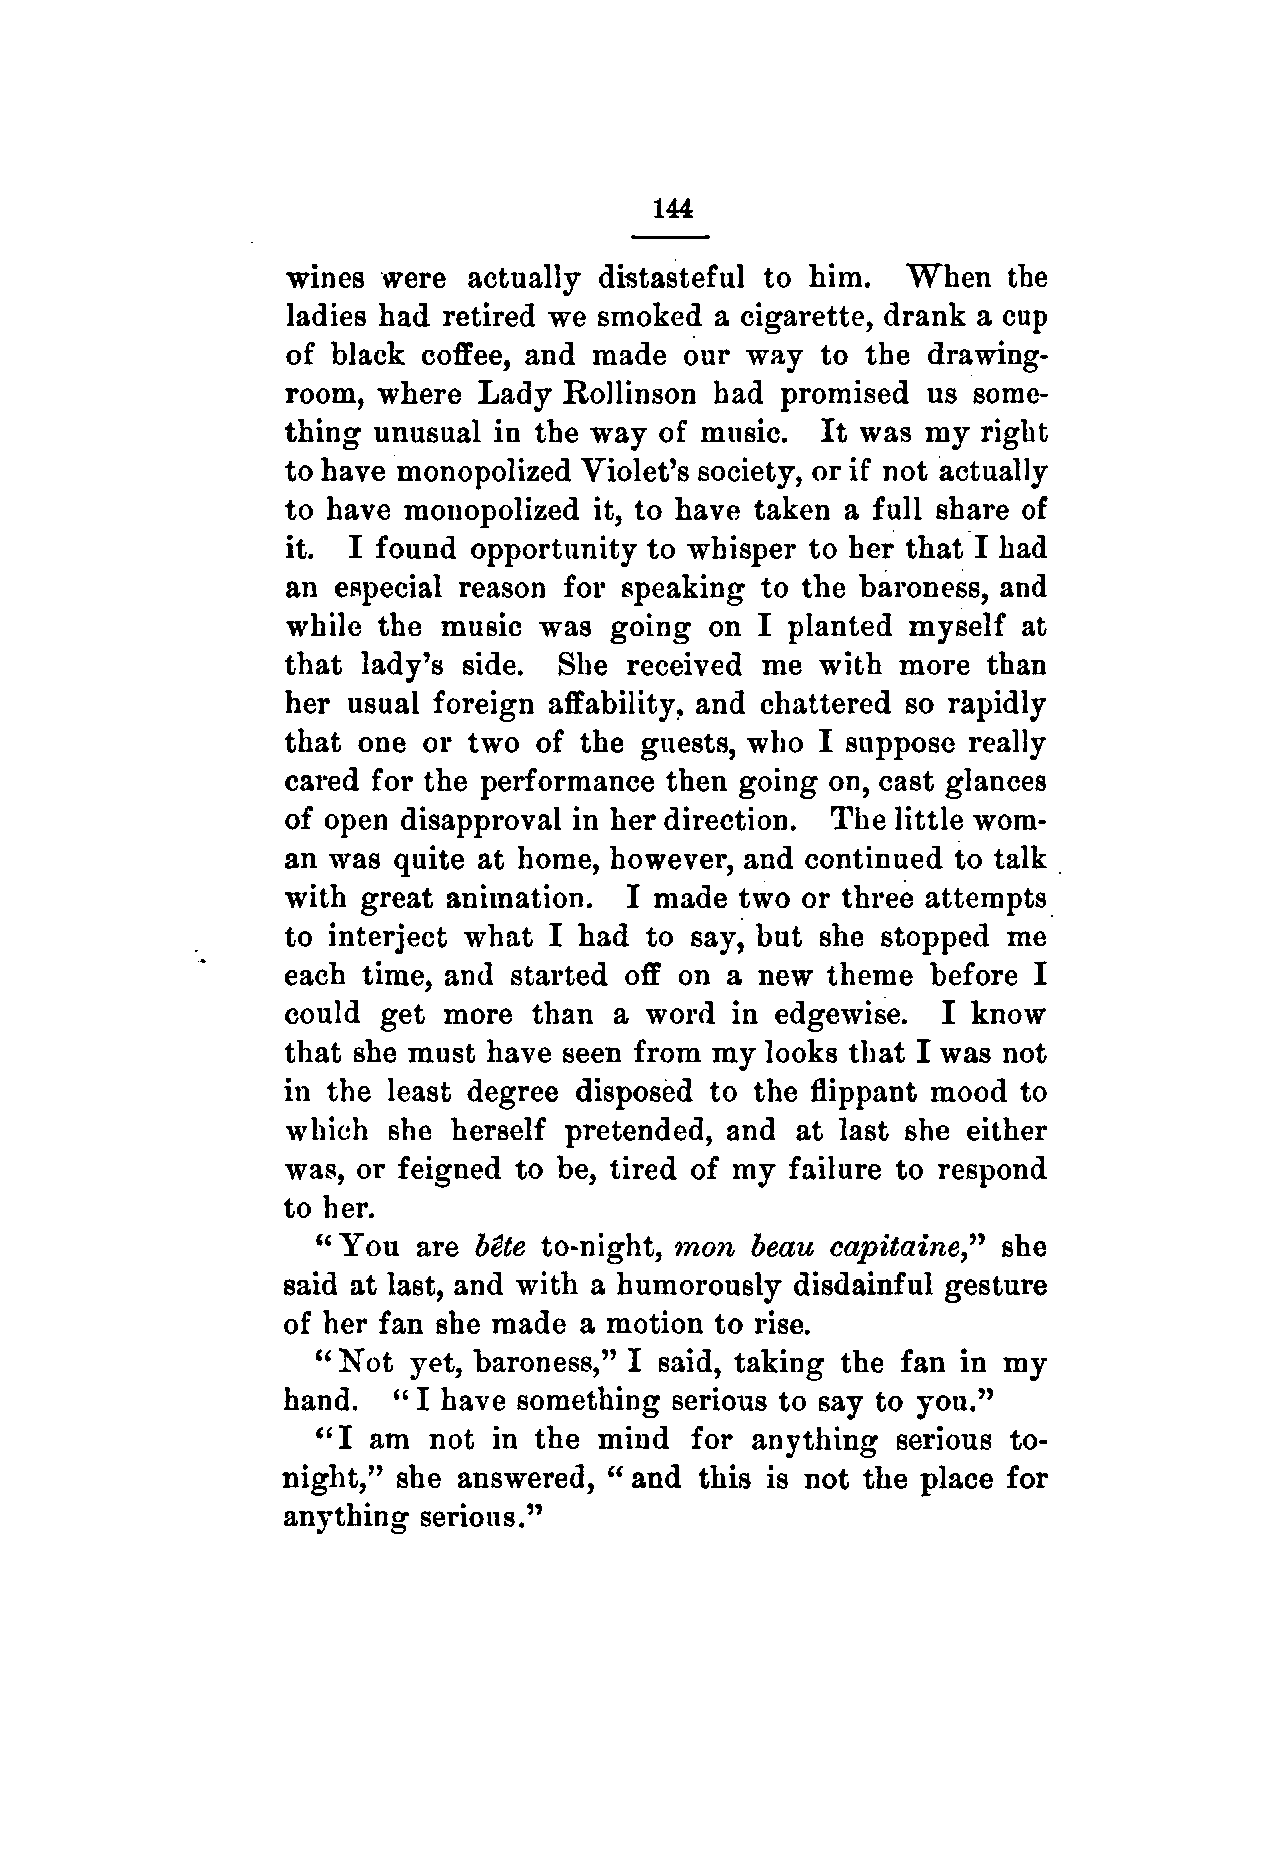 144
wines were actually distasteful to him. When the
ladies had retired we smoked a cigarette, drank a cup
of black coffee, and made our way to the drawing-
room, where Lady Rollinson had promised us some-
thing unusual in the way of music. It was my right
to have monopolized Violet's society, or if not actually
to have monopolized it, to have taken a full share of
it. I found opportunity to whisper to her that I had
an especial reason for speaking to the baroness, and
while the music was going on I planted myself at
that lady's side. She received me with more than
her usual foreign affability, and chattered so rapidly
that one or two of the guests, who I suppose really
cared for the performance then going on, cast glances
of open disapproval in her direction. The little wom-
an was quite at home, however, and continued to talk
with great animation. I made two or three attempts
to interject what I had to say, but she stopped me
each time, and started off on a new theme before I
could get more than a word in edgewise. I know
that she must have seen from my looks that I was not
in the least degree disposed to the flippant mood to
which she herself pretended, and at last she either
was, or feigned to be, tired of my failure to respond
to her.
"You are bête to-night, mon beau capitaine," she
said at last, and with a humorously disdainful gesture
of her fan she made a motion to rise.
"Not yet, baroness," I said, taking the fan in my
hand. "I have something serious to say to you."
"I am not in the mind for anything serious to-
night," she answered, "and this is not the place for
anything serious."